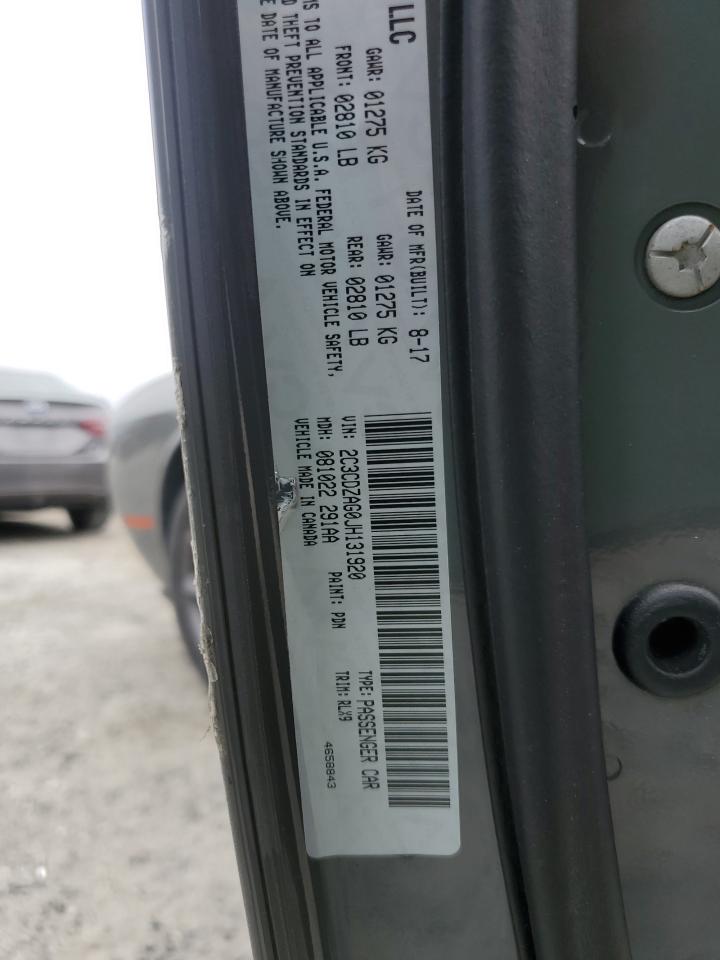 LLC
DATE OF MFR(BUILT): 8-17
GAWR: 01275 KG
GAWR: 01275 KG
FRONT: 02810 LB
REAR: 02810 LB
TO ALL APPLICABLE U.S.A. FEDERAL MOTOR VEHICLE SAFETY,
THEFT PREVENTION STANDARDS IN EFFECT ON
DATE OF MANUFACTURE SHOWN ABOVE.
VIN: 2C3CDZAG0JH131920
TYPE: PASSENGER CAR
MDH: 081022 291AA
PAINT: PDN
TRIM: RLX9
VEHICLE MADE IN CANADA
4658843